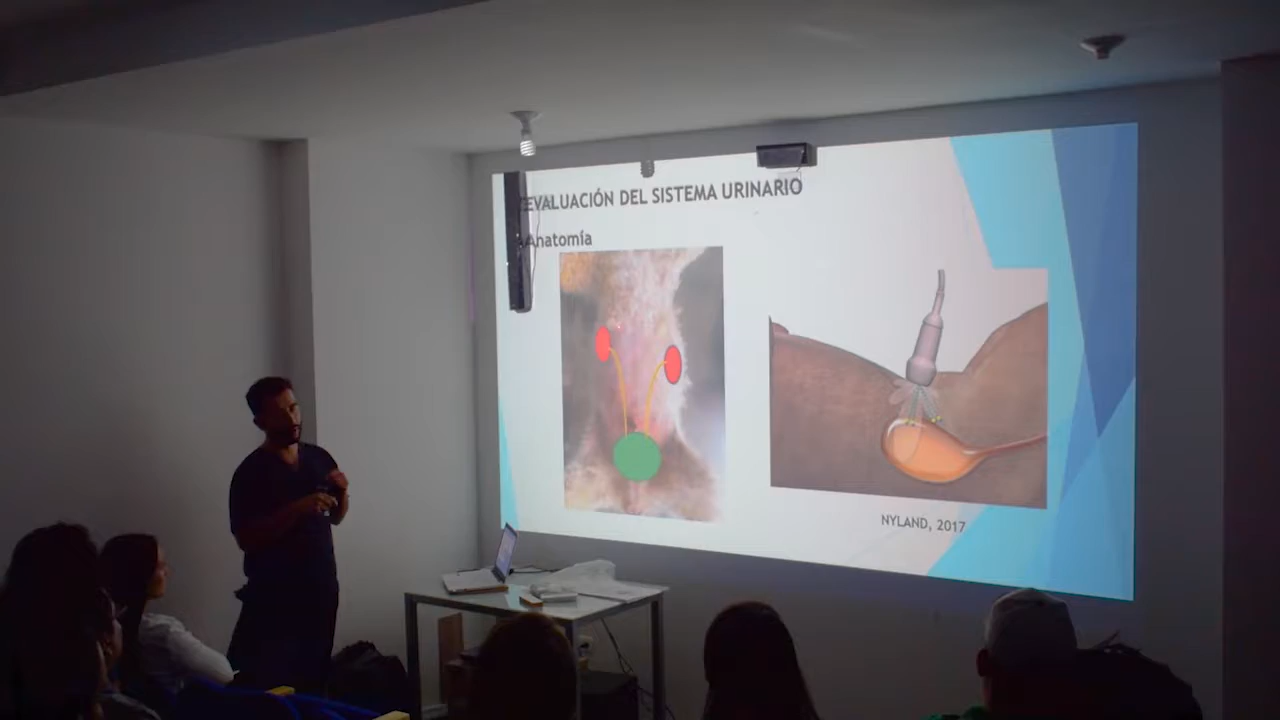 EVALUACIÓN DEL SISTEMA URINARIO
Anatomía
NYLAND, 2017